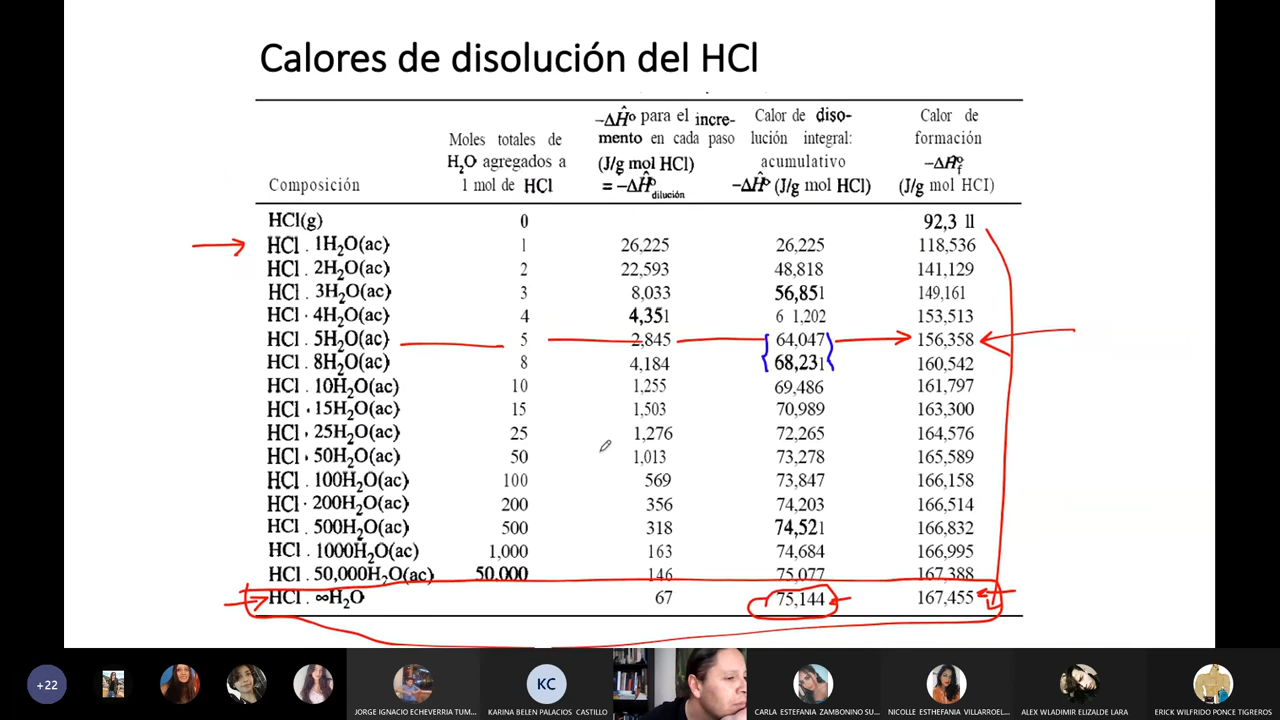 Calores de disolución del HCl
Composición
Moles totales de
H₂O agregados a
1 mol de HCl
−ΔĤ° para el incre-
mento en cada paso
(J/g mol HCl)
= −ΔĤ° dilución
Calor de diso-
lución integral:
acumulativo
−ΔĤ° (J/g mol HCl)
Calor de
formación
−ΔĤ°f
(J/g mol HCl)
HCl(g) 0 92,3 ll
HCl . 1H₂O(ac) 1 26,225 26,225 118,536
HCl . 2H₂O(ac) 2 22,593 48,818 141,129
HCl . 3H₂O(ac) 3 8,033 56,851 149,161
HCl · 4H₂O(ac) 4 4,351 6 1,202 153,513
HCl . 5H₂O(ac) 5 2,845 64,047 156,358
HCl . 8H₂O(ac) 8 4,184 68,231 160,542
HCl . 10H₂O(ac) 10 1,255 69,486 161,797
HCl · 15H₂O(ac) 15 1,503 70,989 163,300
HCl · 25H₂O(ac) 25 1,276 72,265 164,576
HCl · 50H₂O(ac) 50 1,013 73,278 165,589
HCl . 100H₂O(ac) 100 569 73,847 166,158
HCl · 200H₂O(ac) 200 356 74,203 166,514
HCl . 500H₂O(ac) 500 318 74,521 166,832
HCl . 1000H₂O(ac) 1,000 163 74,684 166,995
HCl . 50,000H₂O(ac) 50,000 146 75,077 167,388
HCl . ∞H₂O 67 75,144 167,455
+22
KC
JORGE IGNACIO ECHEVERRIA TUM...
KARINA BELEN PALACIOS CASTILLO
CARLA ESTEFANIA ZAMBONINO SU...
NICOLLE ESTHEFANIA VILLARROEL...
ALEX WLADIMIR ELIZALDE LARA
ERICK WILFRIDO PONCE TIGREROS